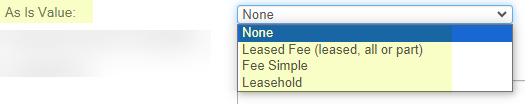 As Is Value:
None
None
Leased Fee (leased, all or part)
Fee Simple
Leasehold